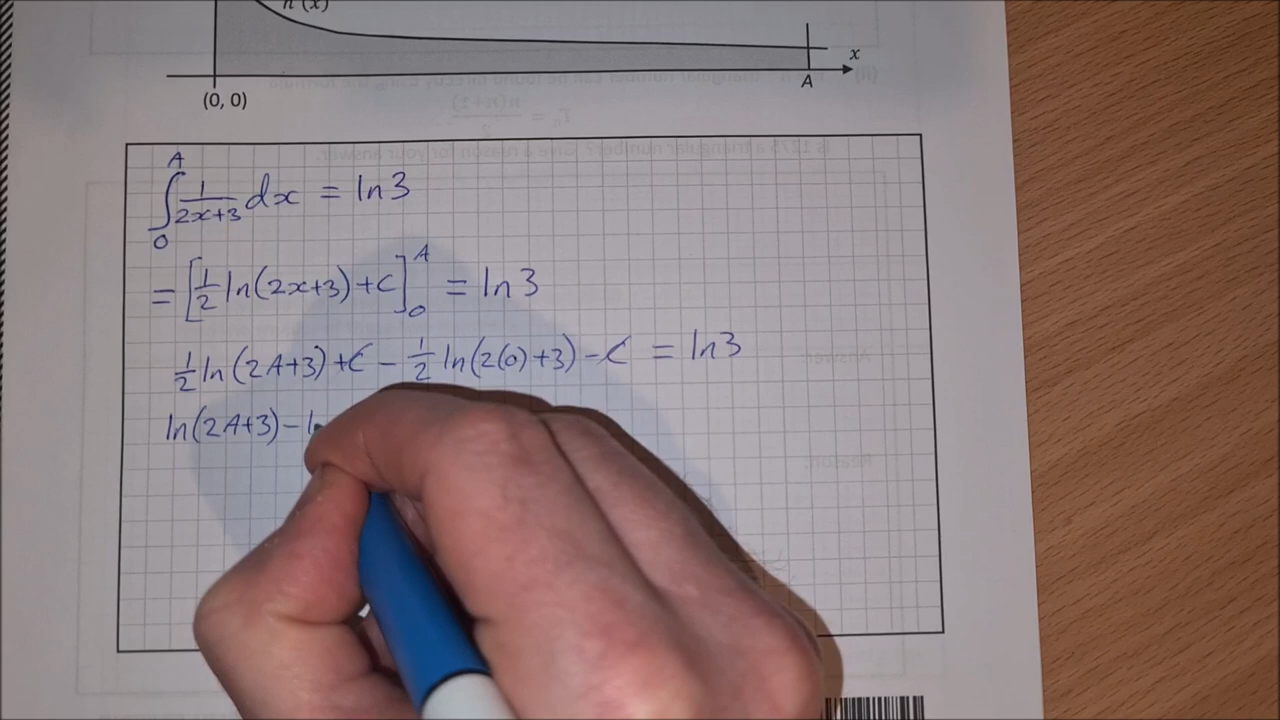 h (x)
x
A
(0, 0)
∫₀ᴬ 1/(2x+3) dx = ln3
= [1/2 ln(2x+3) + C]₀ᴬ = ln3
1/2 ln(2A+3) + C - 1/2 ln(2(0)+3) - C = ln3
ln(2A+3) - l